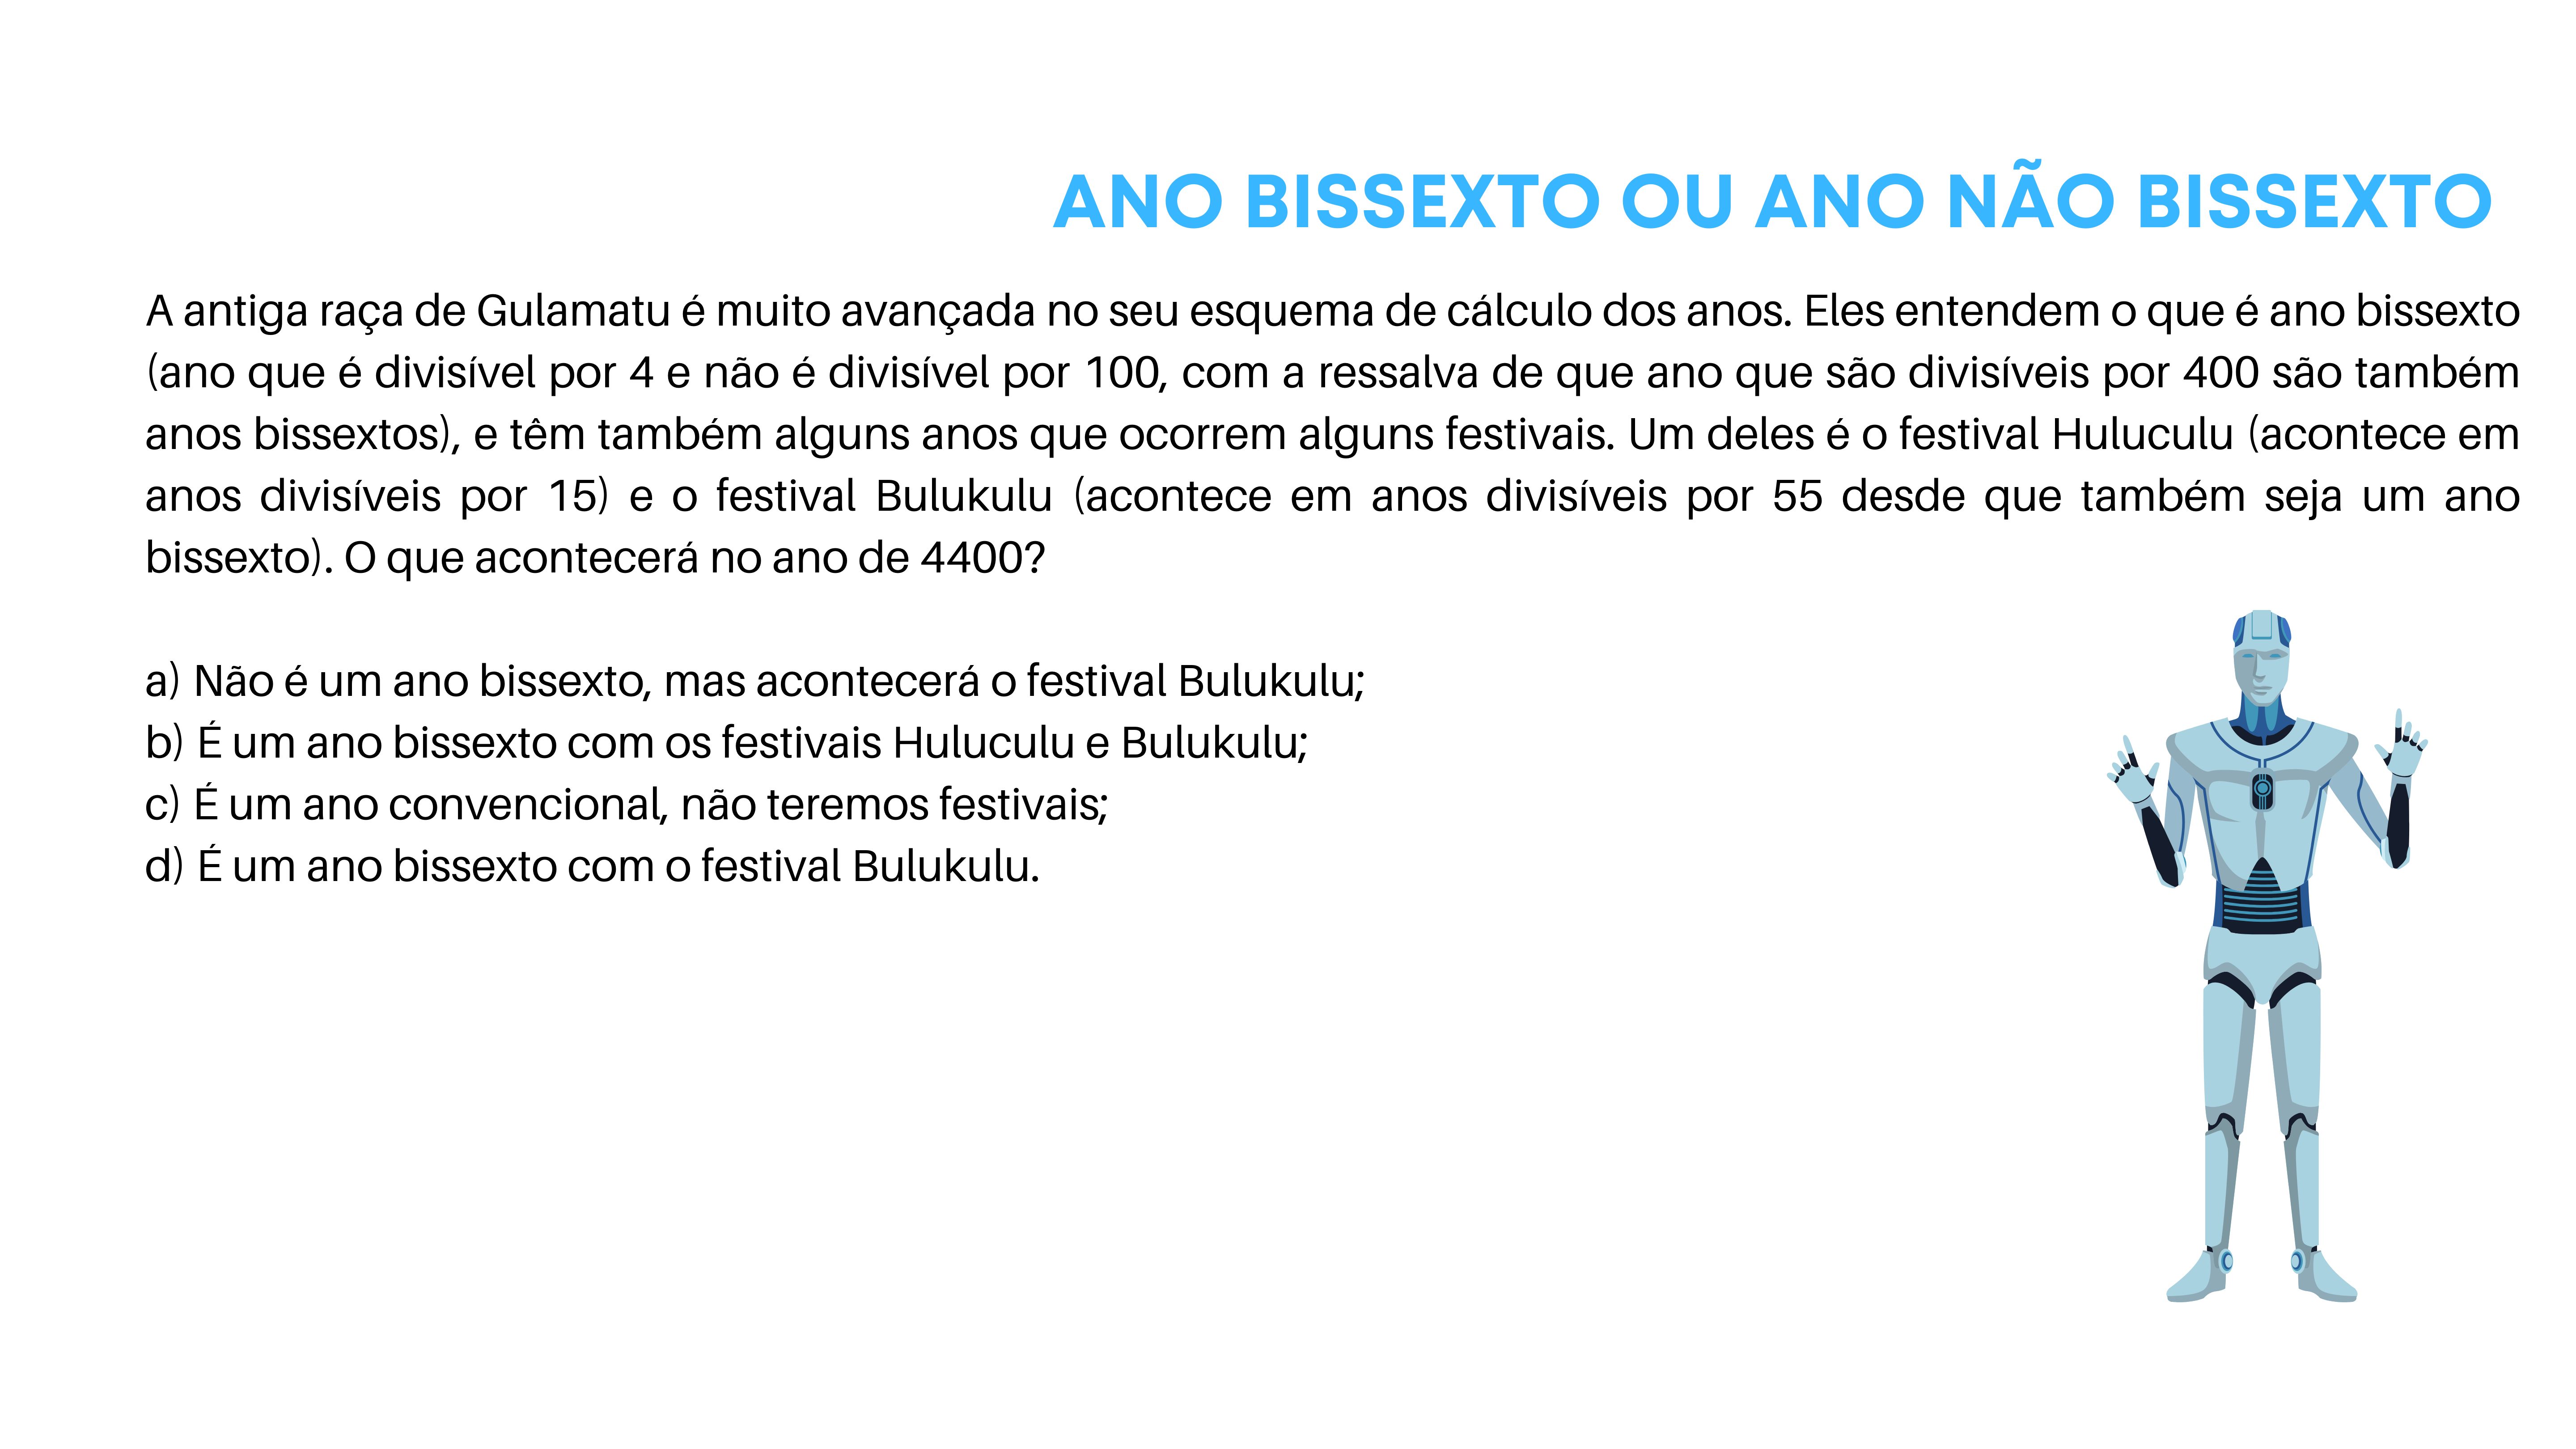 ANO BISSEXTO OU ANO NÃO BISSEXTO
A antiga raça de Gulamatu é muito avançada no seu esquema de cálculo dos anos. Eles entendem o que é ano bissexto
(ano que é divisível por 4 e não é divisível por 100, com a ressalva de que ano que são divisíveis por 400 são também
anos bissextos), e têm também alguns anos que ocorrem alguns festivais. Um deles é o festival Huluculu (acontece em
anos divisíveis por 15) e o festival Bulukulu (acontece em anos divisíveis por 55 desde que também seja um ano
bissexto). O que acontecerá no ano de 4400?
a) Não é um ano bissexto, mas acontecerá o festival Bulukulu;
b) É um ano bissexto com os festivais Huluculu e Bulukulu;
c) É um ano convencional, não teremos festivais;
d) É um ano bissexto com o festival Bulukulu.